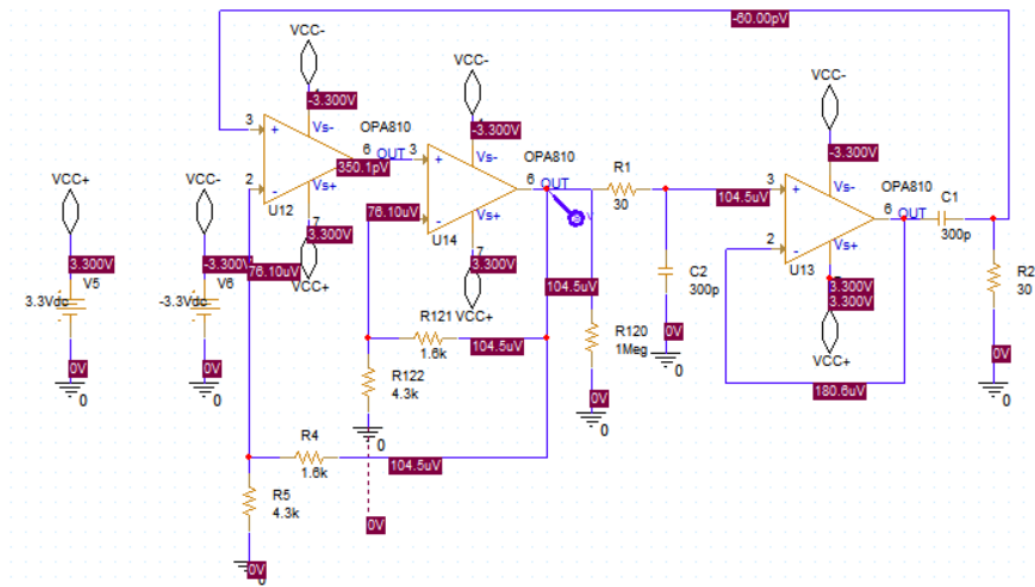 -60.00pV
VCC-
VCC-
VCC-
-3.300V
-3.300V
-3.300V
3
+
Vs-
OPA810
6
OUT
350.1pV
2
-
Vs+
U12
7
3.300V
VCC+
3
+
Vs-
OPA810
6
OUT
76.10uV
-
Vs+
U14
7
3.300V
VCC+
R1
30
104.5uV
3
+
Vs-
OPA810
6
OUT
2
-
Vs+
U13
3.300V
3.300V
VCC+
180.6uV
C1
300p
R2
30
0V
0
VCC+
3.300V
V5
3.3Vdc
0V
0
VCC-
-3.300V
V6
-3.3Vdc
0V
0
76.10uV
104.5uV
C2
300p
0V
0
R121
1.6k
104.5uV
R120
1Meg
0V
0
R122
4.3k
0
R4
1.6k
104.5uV
R5
4.3k
0V
0V
0